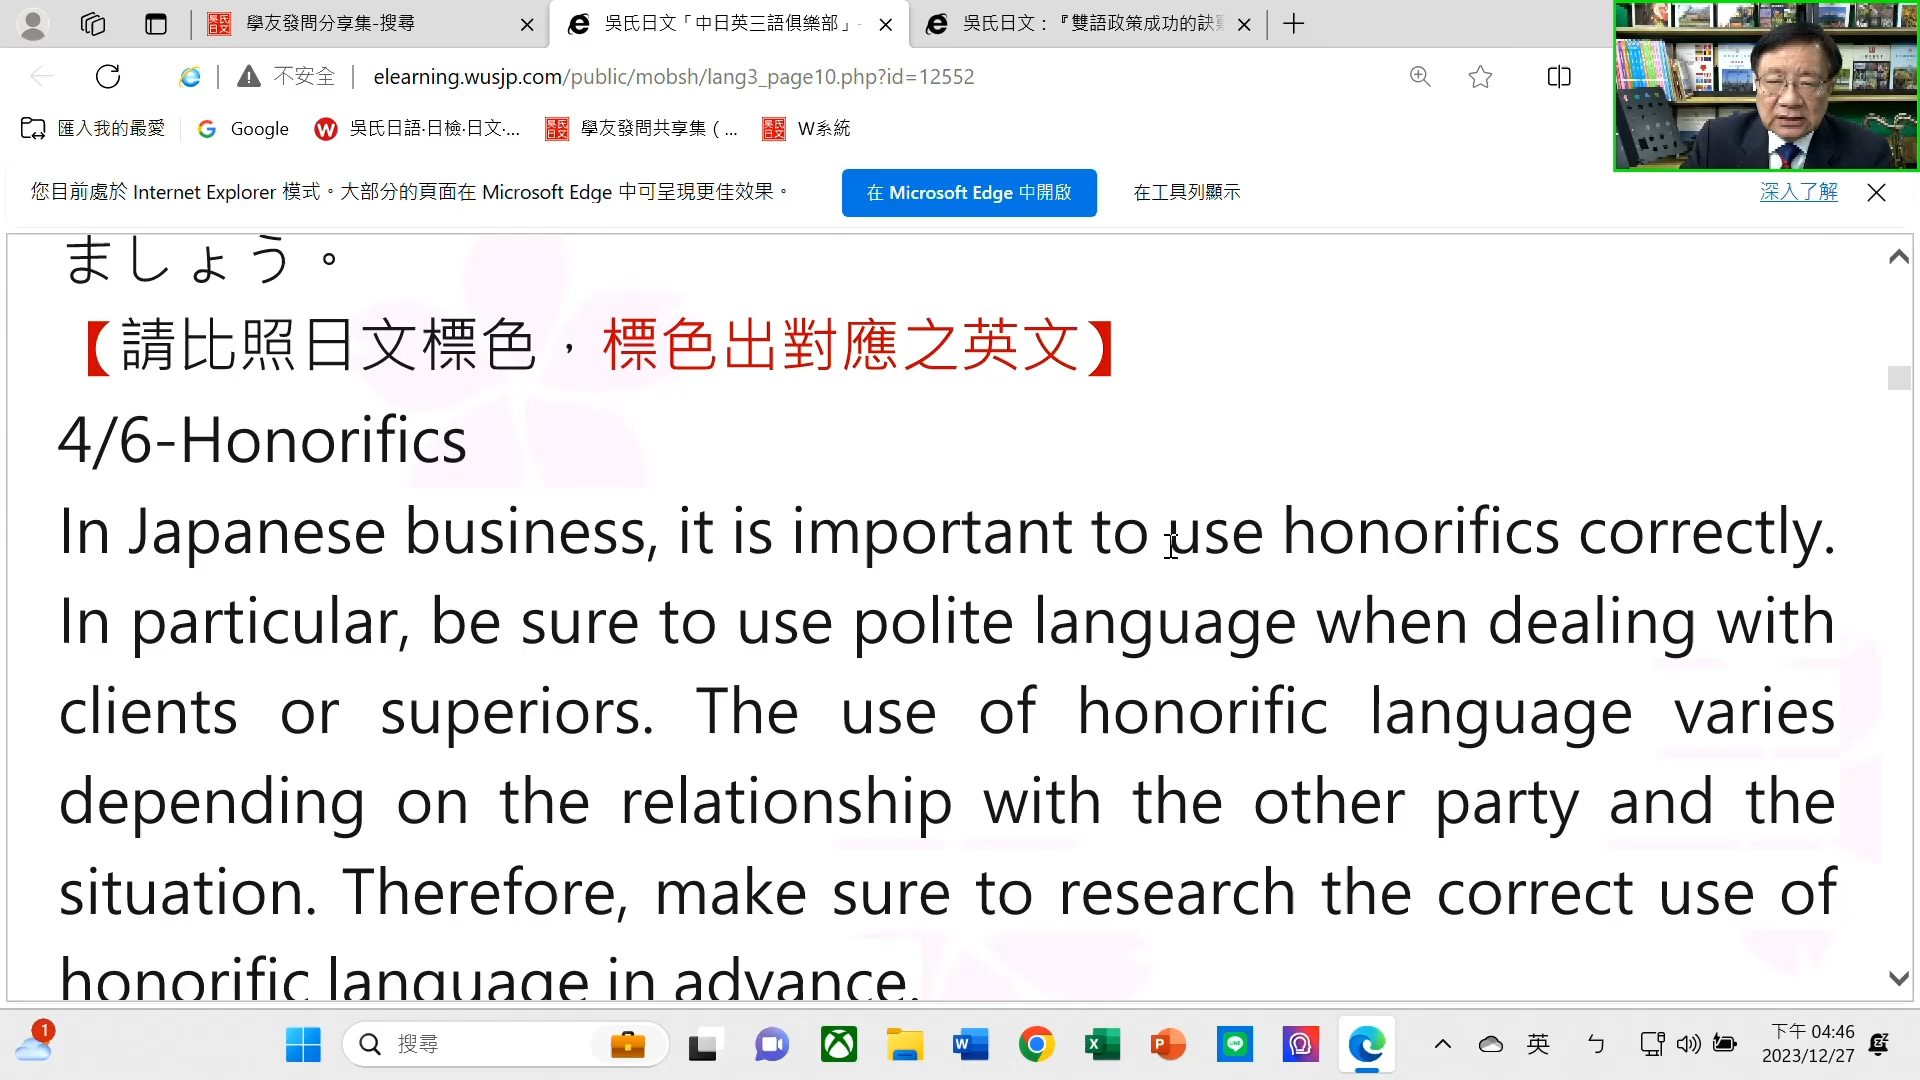 學友發問分享集-搜尋
吳氏日文「中日英三語俱樂部」-
吳氏日文：『雙語政策成功的訣
不安全
elearning.wusjp.com/public/mobsh/lang3_page10.php?id=12552
匯入我的最愛
Google
吳氏日語·日檢·日文·...
學友發問共享集 ( ...
W系統
您目前處於 Internet Explorer 模式。大部分的頁面在 Microsoft Edge 中可呈現更佳效果。
在 Microsoft Edge 中開啟
在工具列顯示
深入了解
ましょう。
【請比照日文標色，標色出對應之英文】
4/6-Honorifics
In Japanese business, it is important to use honorifics correctly.
In particular, be sure to use polite language when dealing with
clients or superiors. The use of honorific language varies
depending on the relationship with the other party and the
situation. Therefore, make sure to research the correct use of
honorific language in advance.
1
搜尋
英
ㄅ
下午 04:46
2023/12/27